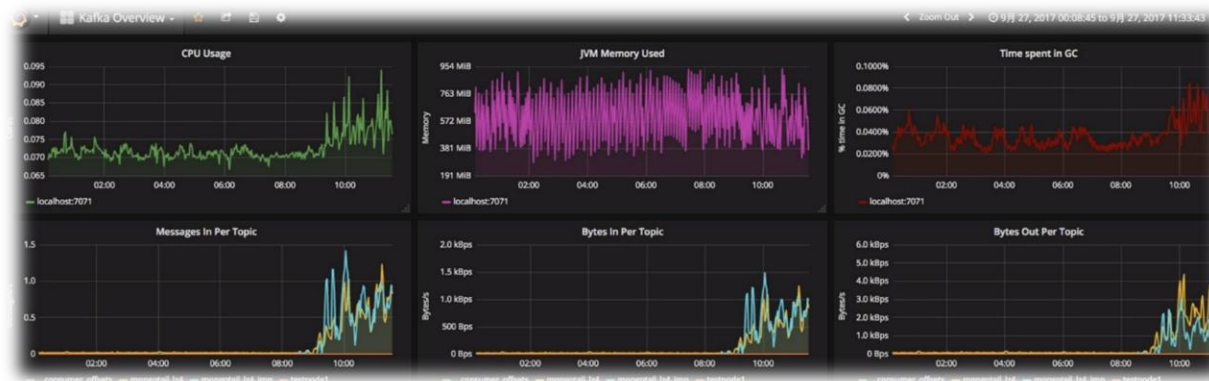 Kafka Overview
Zoom Out
9月 27, 2017 00:08:45 to 9月 27, 2017 11:33:43
CPU Usage
0.095
0.090
0.085
0.080
0.075
0.070
0.065
02:00 04:00 06:00 08:00 10:00
localhost:7071
JVM Memory Used
Memory
954 MiB
763 MiB
572 MiB
381 MiB
191 MiB
02:00 04:00 06:00 08:00 10:00
localhost:7071
Time spent in GC
% time in GC
0.1000%
0.0800%
0.0600%
0.0400%
0.0200%
0%
02:00 04:00 06:00 08:00 10:00
localhost:7071
Messages In Per Topic
1.5
1.0
0.5
0
02:00 04:00 06:00 08:00 10:00
Bytes In Per Topic
Bytes/s
2.0 kBps
1.5 kBps
1.0 kBps
500 Bps
0 Bps
02:00 04:00 06:00 08:00 10:00
Bytes Out Per Topic
Bytes/s
6.0 kBps
5.0 kBps
4.0 kBps
3.0 kBps
2.0 kBps
1.0 kBps
0 Bps
02:00 04:00 06:00 08:00 10:00